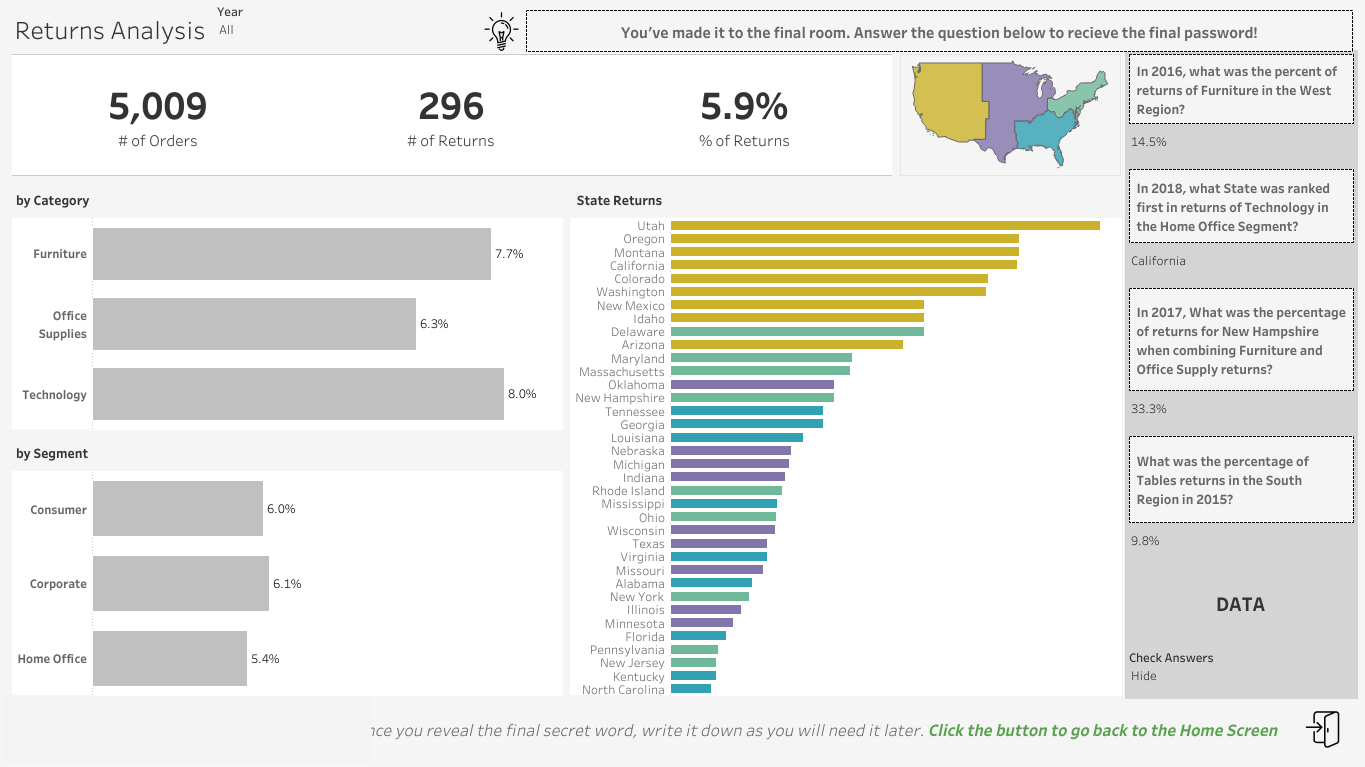 Returns Analysis
Year
All
You've made it to the final room. Answer the question below to recieve the final password!
5,009
# of Orders
296
# of Returns
5.9%
% of Returns
by Category
Furniture
7.7%
Office
Supplies
6.3%
Technology
8.0%
by Segment
Consumer
6.0%
Corporate
6.1%
Home Office
5.4%
State Returns
Utah
Oregon
Montana
California
Colorado
Washington
New Mexico
Idaho
Delaware
Arizona
Maryland
Massachusetts
Oklahoma
New Hampshire
Tennessee
Georgia
Louisiana
Nebraska
Michigan
Indiana
Rhode Island
Mississippi
Ohio
Wisconsin
Texas
Virginia
Missouri
Alabama
New York
Illinois
Minnesota
Florida
Pennsylvania
New Jersey
Kentucky
North Carolina
In 2016, what was the percent of
returns of Furniture in the West
Region?
14.5%
In 2018, what State was ranked
first in returns of Technology in
the Home Office Segment?
California
In 2017, What was the percentage
of returns for New Hampshire
when combining Furniture and
Office Supply returns?
33.3%
What was the percentage of
Tables returns in the South
Region in 2015?
9.8%
DATA
Check Answers
Hide
nce you reveal the final secret word, write it down as you will need it later. Click the button to go back to the Home Screen